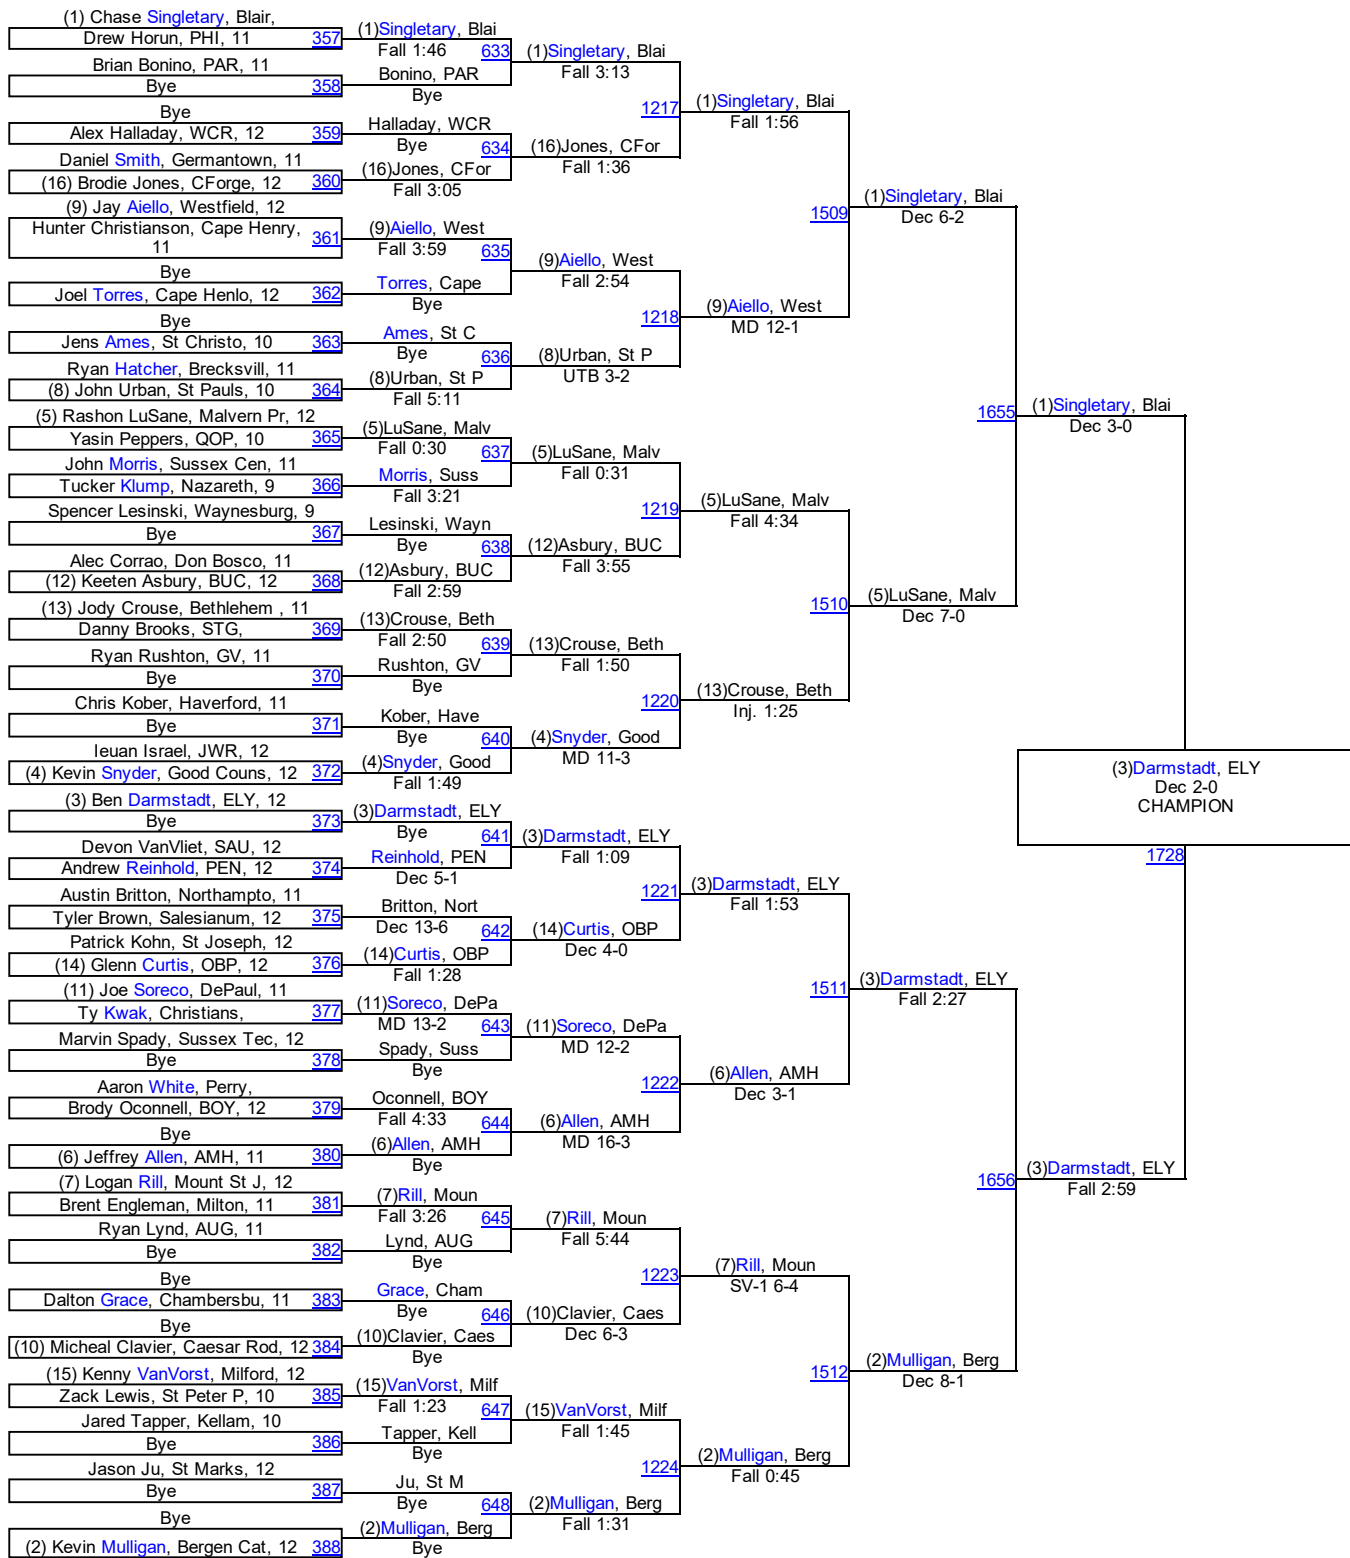 (1) Chase Singletary, Blair,
Drew Horun, PHI, 11 357
Brian Bonino, PAR, 11
Bye 358
Bye
Alex Halladay, WCR, 12 359
Daniel Smith, Germantown, 11
(16) Brodie Jones, CForge, 12 360
(9) Jay Aiello, Westfield, 12
Hunter Christianson, Cape Henry,
11 361
Bye
Joel Torres, Cape Henlo, 12 362
Bye
Jens Ames, St Christo, 10 363
Ryan Hatcher, Brecksvill, 11
(8) John Urban, St Pauls, 10 364
(5) Rashon LuSane, Malvern Pr, 12
Yasin Peppers, QOP, 10 365
John Morris, Sussex Cen, 11
Tucker Klump, Nazareth, 9 366
Spencer Lesinski, Waynesburg, 9
Bye 367
Alec Corrao, Don Bosco, 11
(12) Keeten Asbury, BUC, 12 368
(13) Jody Crouse, Bethlehem , 11
Danny Brooks, STG, 369
Ryan Rushton, GV, 11
Bye 370
Chris Kober, Haverford, 11
Bye 371
Ieuan Israel, JWR, 12
(4) Kevin Snyder, Good Couns, 12 372
(3) Ben Darmstadt, ELY, 12
Bye 373
Devon VanVliet, SAU, 12
Andrew Reinhold, PEN, 12 374
Austin Britton, Northampto, 11
Tyler Brown, Salesianum, 12 375
Patrick Kohn, St Joseph, 12
(14) Glenn Curtis, OBP, 12 376
(11) Joe Soreco, DePaul, 11
Ty Kwak, Christians, 377
Marvin Spady, Sussex Tec, 12
Bye 378
Aaron White, Perry,
Brody Oconnell, BOY, 12 379
Bye
(6) Jeffrey Allen, AMH, 11 380
(7) Logan Rill, Mount St J, 12
Brent Engleman, Milton, 11 381
Ryan Lynd, AUG, 11
Bye 382
Bye
Dalton Grace, Chambersbu, 11 383
Bye
(10) Micheal Clavier, Caesar Rod, 12 384
(15) Kenny VanVorst, Milford, 12
Zack Lewis, St Peter P, 10 385
Jared Tapper, Kellam, 10
Bye 386
Jason Ju, St Marks, 12
Bye 387
Bye
(2) Kevin Mulligan, Bergen Cat, 12 388
(1)Singletary, Blai
Fall 1:46 633
Bonino, PAR
Bye
Halladay, WCR
Bye 634
(16)Jones, CFor
Fall 3:05
(9)Aiello, West
Fall 3:59 635
Torres, Cape
Bye
Ames, St C
Bye 636
(8)Urban, St P
Fall 5:11
(5)LuSane, Malv
Fall 0:30 637
Morris, Suss
Fall 3:21
Lesinski, Wayn
Bye 638
(12)Asbury, BUC
Fall 2:59
(13)Crouse, Beth
Fall 2:50 639
Rushton, GV
Bye
Kober, Have
Bye 640
(4)Snyder, Good
Fall 1:49
(3)Darmstadt, ELY
Bye 641
Reinhold, PEN
Dec 5-1
Britton, Nort
Dec 13-6 642
(14)Curtis, OBP
Fall 1:28
(11)Soreco, DePa
MD 13-2 643
Spady, Suss
Bye
Oconnell, BOY
Fall 4:33 644
(6)Allen, AMH
Bye
(7)Rill, Moun
Fall 3:26 645
Lynd, AUG
Bye
Grace, Cham
Bye 646
(10)Clavier, Caes
Bye
(15)VanVorst, Milf
Fall 1:23 647
Tapper, Kell
Bye
Ju, St M
Bye 648
(2)Mulligan, Berg
Bye
(1)Singletary, Blai
Fall 3:13
1217
(16)Jones, CFor
Fall 1:36
(9)Aiello, West
Fall 2:54
1218
(8)Urban, St P
UTB 3-2
(5)LuSane, Malv
Fall 0:31
1219
(12)Asbury, BUC
Fall 3:55
(13)Crouse, Beth
Fall 1:50
1220
(4)Snyder, Good
MD 11-3
(3)Darmstadt, ELY
Fall 1:09
1221
(14)Curtis, OBP
Dec 4-0
(11)Soreco, DePa
MD 12-2
1222
(6)Allen, AMH
MD 16-3
(7)Rill, Moun
Fall 5:44
1223
(10)Clavier, Caes
Dec 6-3
(15)VanVorst, Milf
Fall 1:45
1224
(2)Mulligan, Berg
Fall 1:31
(1)Singletary, Blai
Fall 1:56
1509
(9)Aiello, West
MD 12-1
(5)LuSane, Malv
Fall 4:34
1510
(13)Crouse, Beth
Inj. 1:25
(3)Darmstadt, ELY
Fall 1:53
1511
(6)Allen, AMH
Dec 3-1
(7)Rill, Moun
SV-1 6-4
1512
(2)Mulligan, Berg
Fall 0:45
(1)Singletary, Blai
Dec 6-2
1655
(5)LuSane, Malv
Dec 7-0
(3)Darmstadt, ELY
Fall 2:27
1656
(2)Mulligan, Berg
Dec 8-1
(1)Singletary, Blai
Dec 3-0
(3)Darmstadt, ELY
Dec 2-0
CHAMPION
1728
(3)Darmstadt, ELY
Fall 2:59